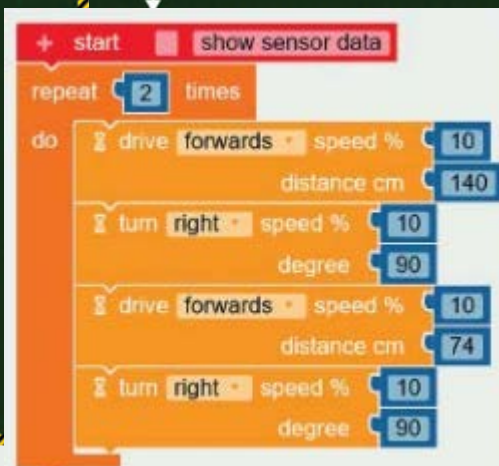 + start show sensor data
repeat 2 times
do drive forwards speed % 10
distance cm 140
turn right speed % 10
degree 90
drive forwards speed % 10
distance cm 74
turn right speed % 10
degree 90